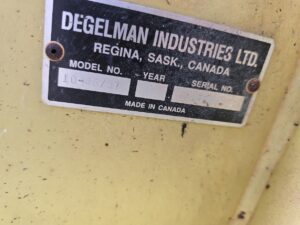 DEGELMAN INDUSTRIES LTD.
REGINA, SASK., CANADA
MODEL NO. YEAR SERIAL NO.
MADE IN CANADA